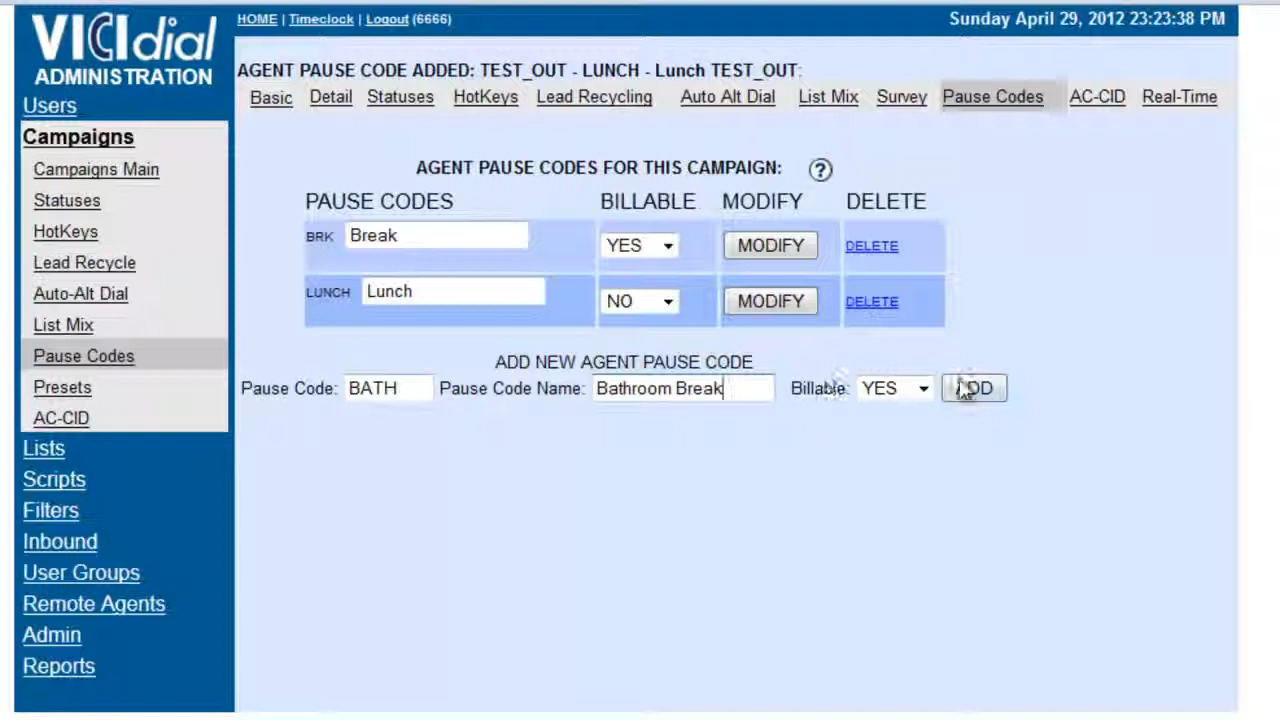 VICIdial
ADMINISTRATION
HOME | Timeclock | Logout (6666)
Sunday April 29, 2012 23:23:38 PM
AGENT PAUSE CODE ADDED: TEST_OUT - LUNCH - Lunch TEST_OUT:
Basic Detail Statuses HotKeys Lead Recycling Auto Alt Dial List Mix Survey Pause Codes AC-CID Real-Time
Users
Campaigns
Campaigns Main
Statuses
HotKeys
Lead Recycle
Auto-Alt Dial
List Mix
Pause Codes
Presets
AC-CID
Lists
Scripts
Filters
Inbound
User Groups
Remote Agents
Admin
Reports
AGENT PAUSE CODES FOR THIS CAMPAIGN: ?
PAUSE CODES BILLABLE MODIFY DELETE
BRK Break YES MODIFY DELETE
LUNCH Lunch NO MODIFY DELETE
ADD NEW AGENT PAUSE CODE
Pause Code: BATH Pause Code Name: Bathroom Break Billable: YES ADD